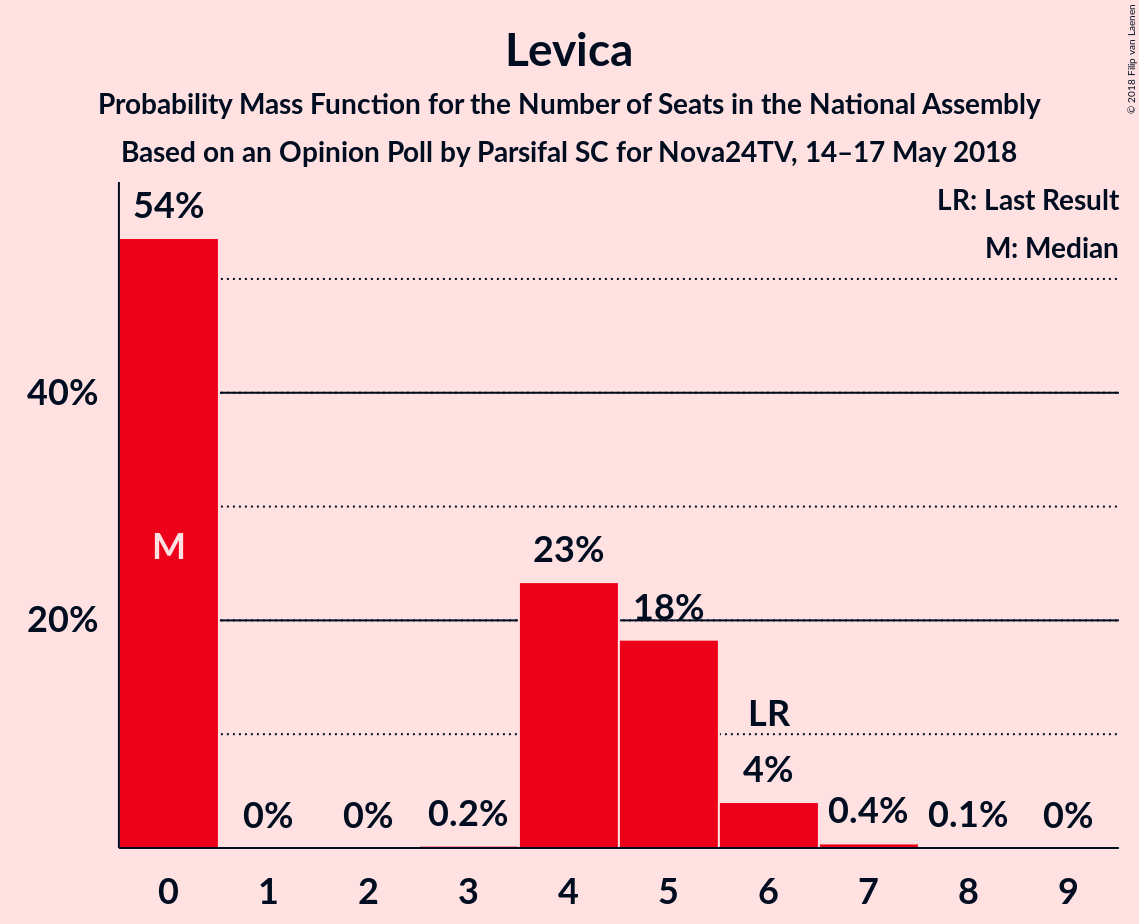 Levica
Probability Mass Function for the Number of Seats in the National Assembly
Based on an Opinion Poll by Parsifal SC for Nova24TV, 14–17 May 2018
© 2018 Filip van Laenen
LR: Last Result
M: Median
54%
40%
M
23%
20%
18%
LR
4%
0%
0%
0.2%
0.4%
0.1%
0%
0 1 2 3 4 5 6 7 8 9